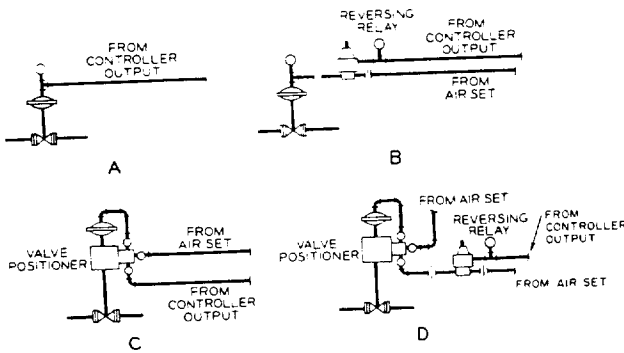 FROM
CONTROLLER
OUTPUT
A
REVERSING
RELAY
FROM
CONTROLLER
OUTPUT
FROM
AIR SET
B
VALVE
POSITIONER
FROM
AIR SET
FROM
CONTROLLER
OUTPUT
C
FROM AIR SET
REVERSING
RELAY
FROM
CONTROLLER
OUTPUT
VALVE
POSITIONER
FROM AIR SET
D